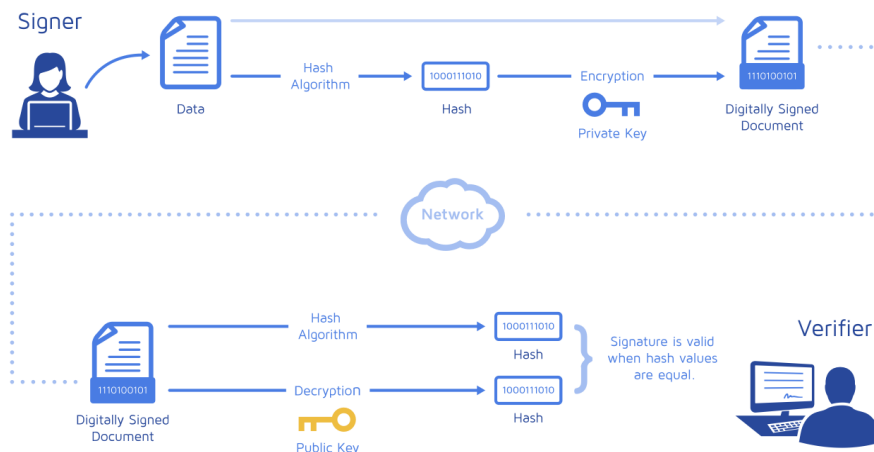 Signer
Hash
Algorithm
1000111010
Encryption
1110100101
Data
Hash
Private Key
Digitally Signed
Document
Network
Hash
Algorithm
1000111010
Hash
Signature is valid
when hash values
are equal.
Verifier
1110100101
Decryption
1000111010
Hash
Digitally Signed
Document
Public Key